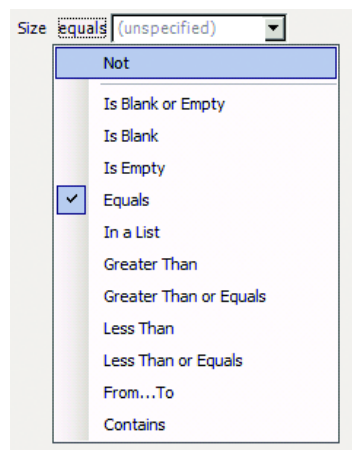 Size equals (unspecified)
Not
Is Blank or Empty
Is Blank
Is Empty
Equals
In a List
Greater Than
Greater Than or Equals
Less Than
Less Than or Equals
From...To
Contains